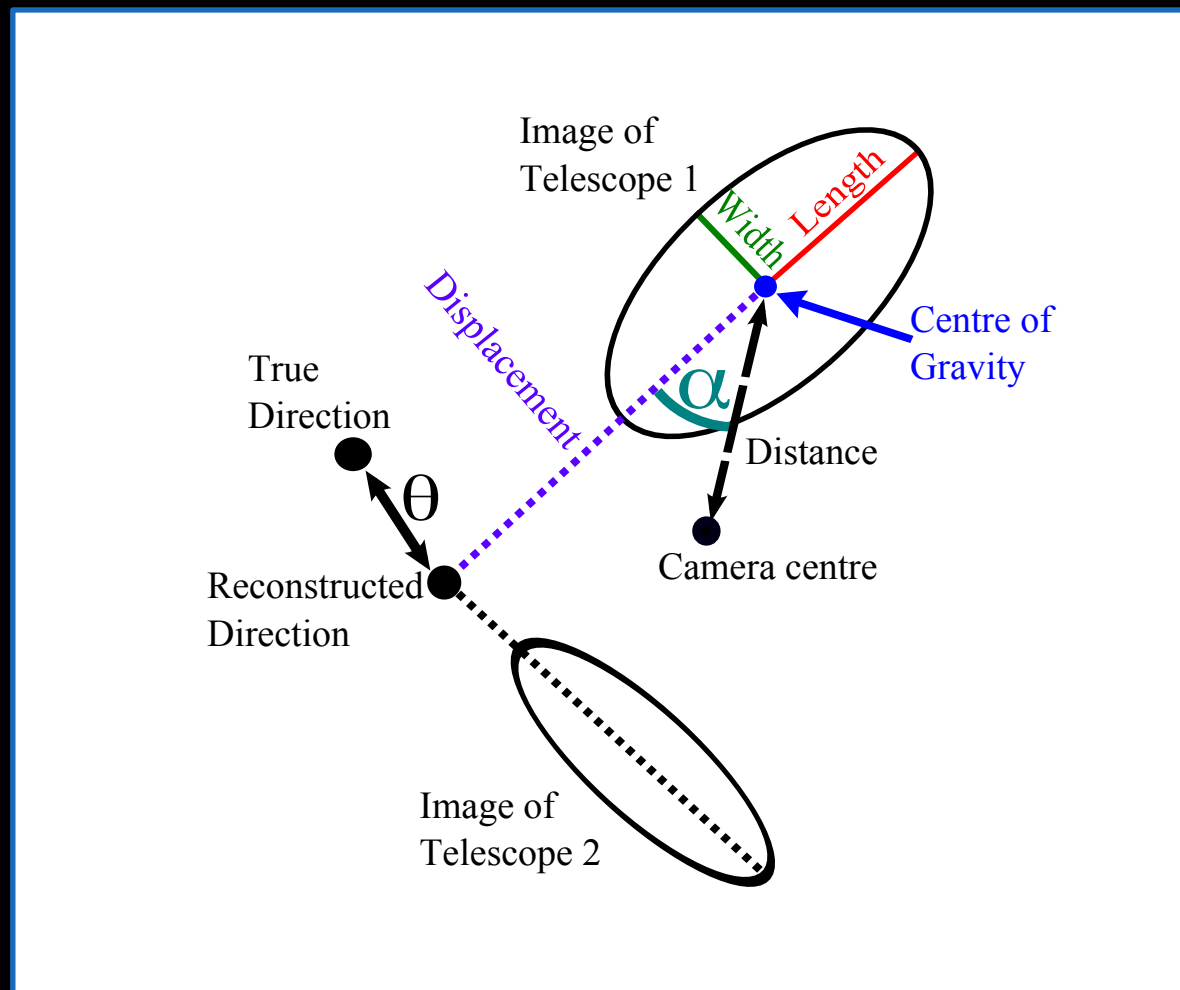 Image of
Telescope 1
Width
Length
Displacement
Centre of
Gravity
True
Direction
α
Distance
θ
Camera centre
Reconstructed
Direction
Image of
Telescope 2